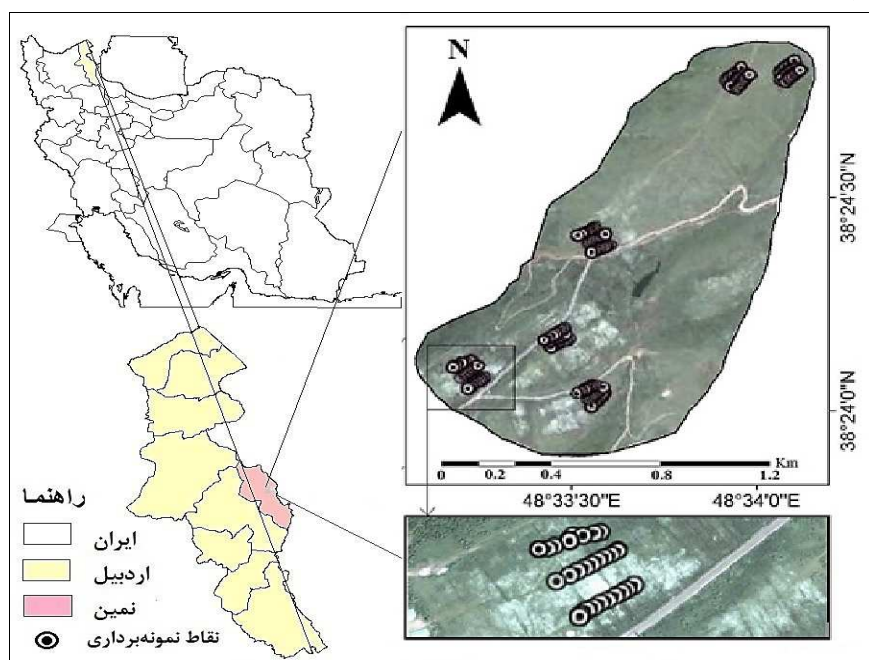 N
38°24'30"N
38°24'0"N
Km
0 0.2 0.4 0.8 1.2
48°33'30"E 48°34'0"E
راهنمـا
ایران
اردبیل
نمین
نقاط نمونه‌برداری